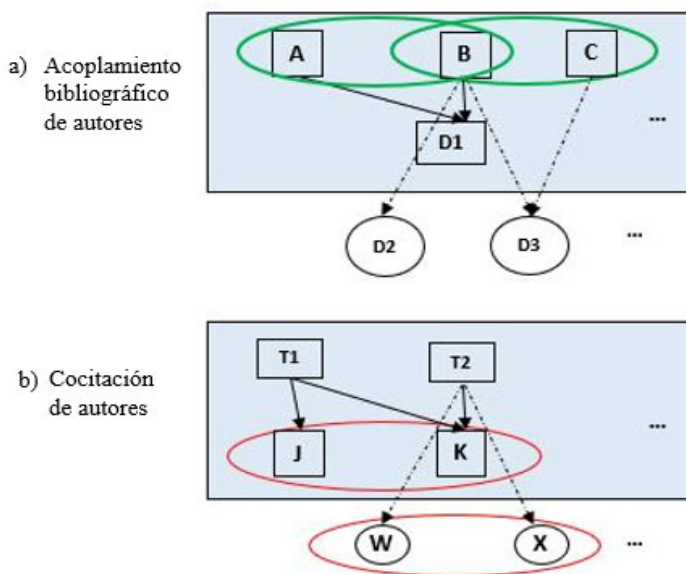 a) Acoplamiento
bibliográfico
de autores
A
B
C
D1
...
D2
D3
...
b) Cocitación
de autores
T1
T2
J
K
...
W
X
...